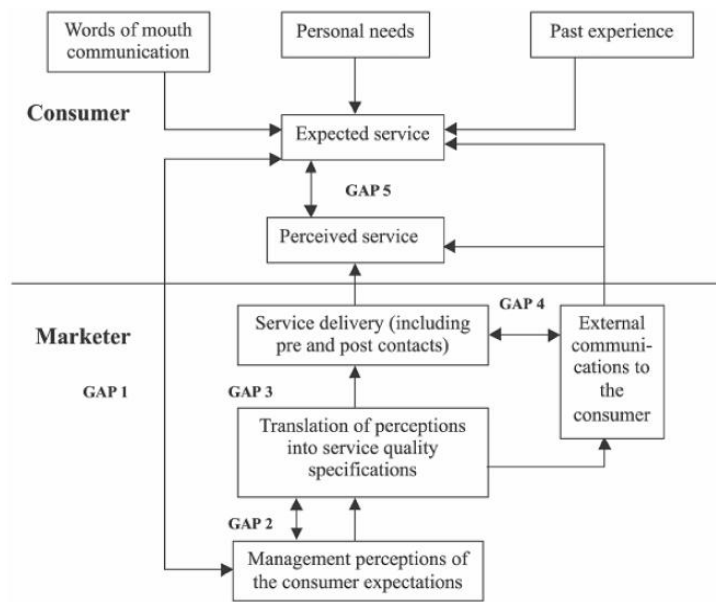 Words of mouth
communication
Personal needs
Past experience
Consumer
Expected service
GAP 5
Perceived service
GAP 4
Marketer
Service delivery (including
pre and post contacts)
External
communi-
cations to
the
consumer
GAP 1
GAP 3
Translation of perceptions
into service quality
specifications
GAP 2
Management perceptions of
the consumer expectations